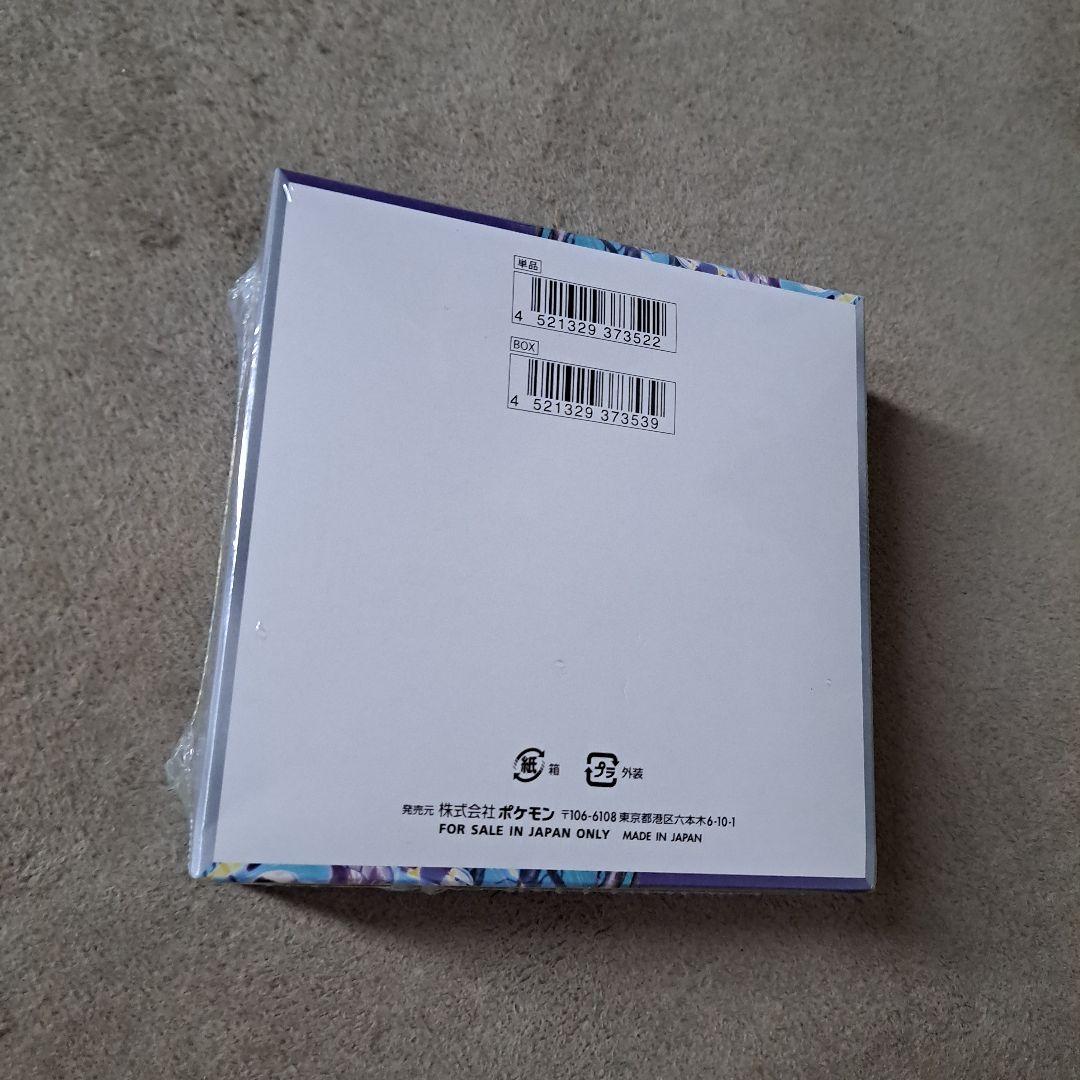 単品
4 521329 373522
BOX
4 521329 373539
紙 箱 プラ 外装
発売元 株式会社 ポケモン 〒106-6108 東京都港区六本木6-10-1
FOR SALE IN JAPAN ONLY MADE IN JAPAN